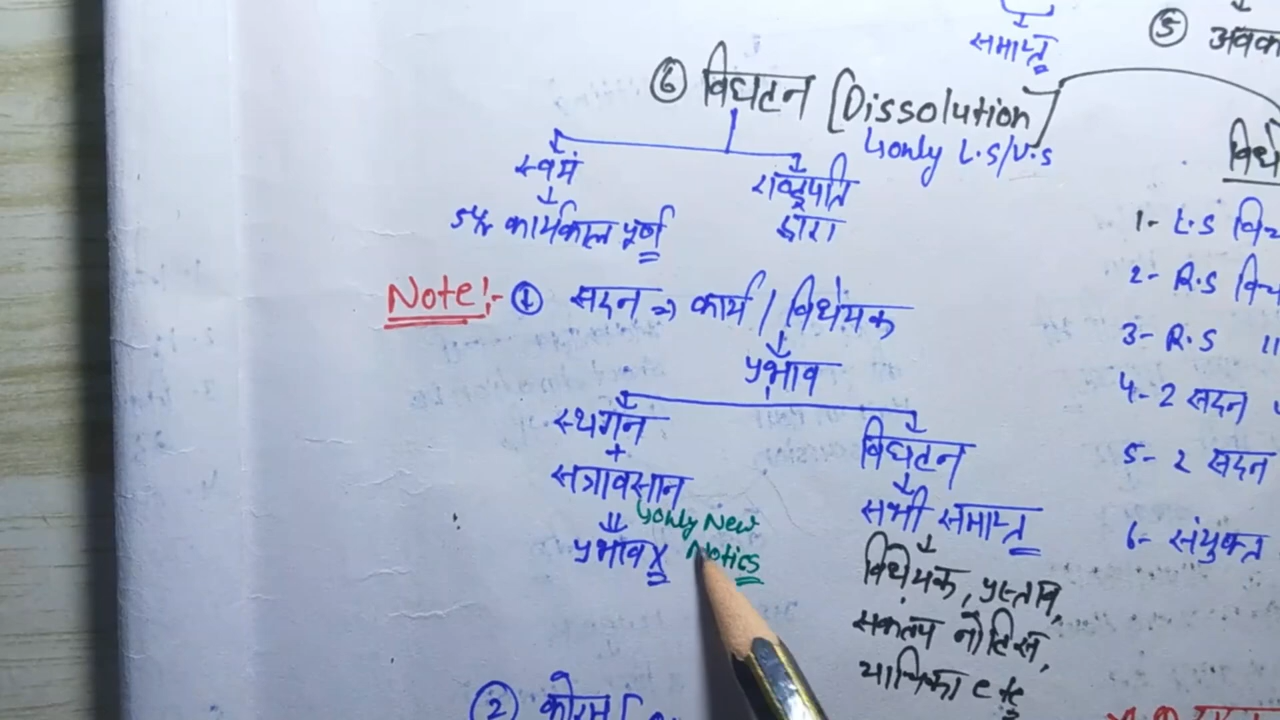 समाप्त
⑤ अवका
⑥ विघटन [Dissolution]
↳only L.S/V.S
स्वयं
राष्ट्रपति
द्वारा
5yr कार्यकाल पूर्ण
Note:- ① सदन => कार्य / विधेयक
प्रभाव
स्थगन
+
सत्रावसान
↳only New
Notics
प्रभाव X
विघटन
सभी समाप्त
विधेयक, प्रस्ताव,
संकल्प नोटिस,
याचिका etc
② कोरम [
विधे
1- L.S वि
2- R.S वि
3- R.S 11
4- 2 सदन
5- 2 सदन
6- संयुक्त